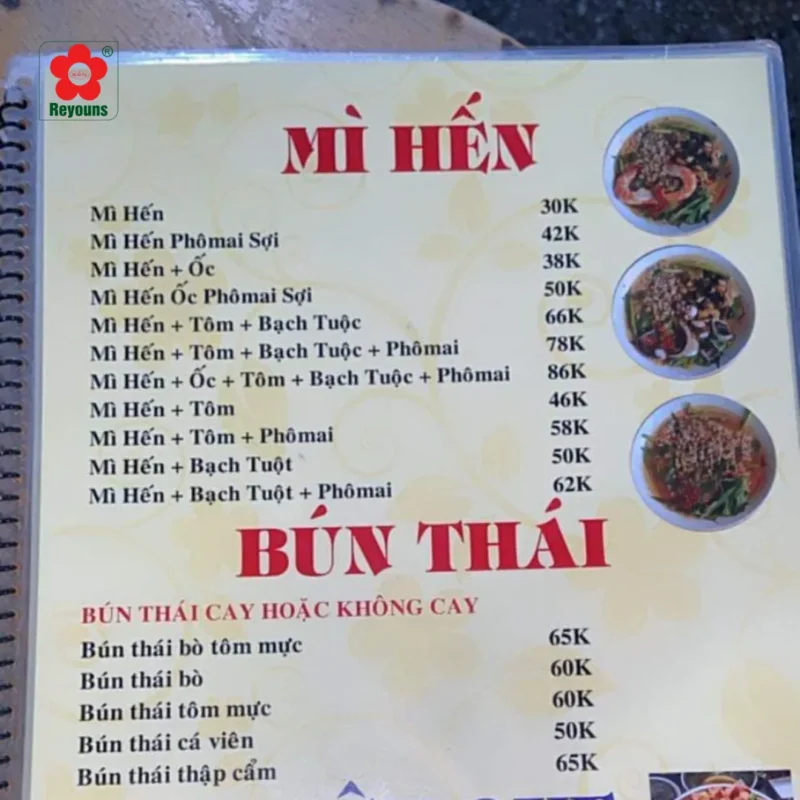 Reyouns ®
MÌ HẾN
Mì Hến 30K
Mì Hến Phômai Sợi 42K
Mì Hến + Ốc 38K
Mì Hến Ốc Phômai Sợi 50K
Mì Hến + Tôm + Bạch Tuộc 66K
Mì Hến + Tôm + Bạch Tuộc + Phômai 78K
Mì Hến + Ốc + Tôm + Bạch Tuộc + Phômai 86K
Mì Hến + Tôm 46K
Mì Hến + Tôm + Phômai 58K
Mì Hến + Bạch Tuột 50K
Mì Hến + Bạch Tuột + Phômai 62K
BÚN THÁI
BÚN THÁI CAY HOẶC KHÔNG CAY
Bún thái bò tôm mực 65K
Bún thái bò 60K
Bún thái tôm mực 60K
Bún thái cá viên 50K
Bún thái thập cẩm 65K